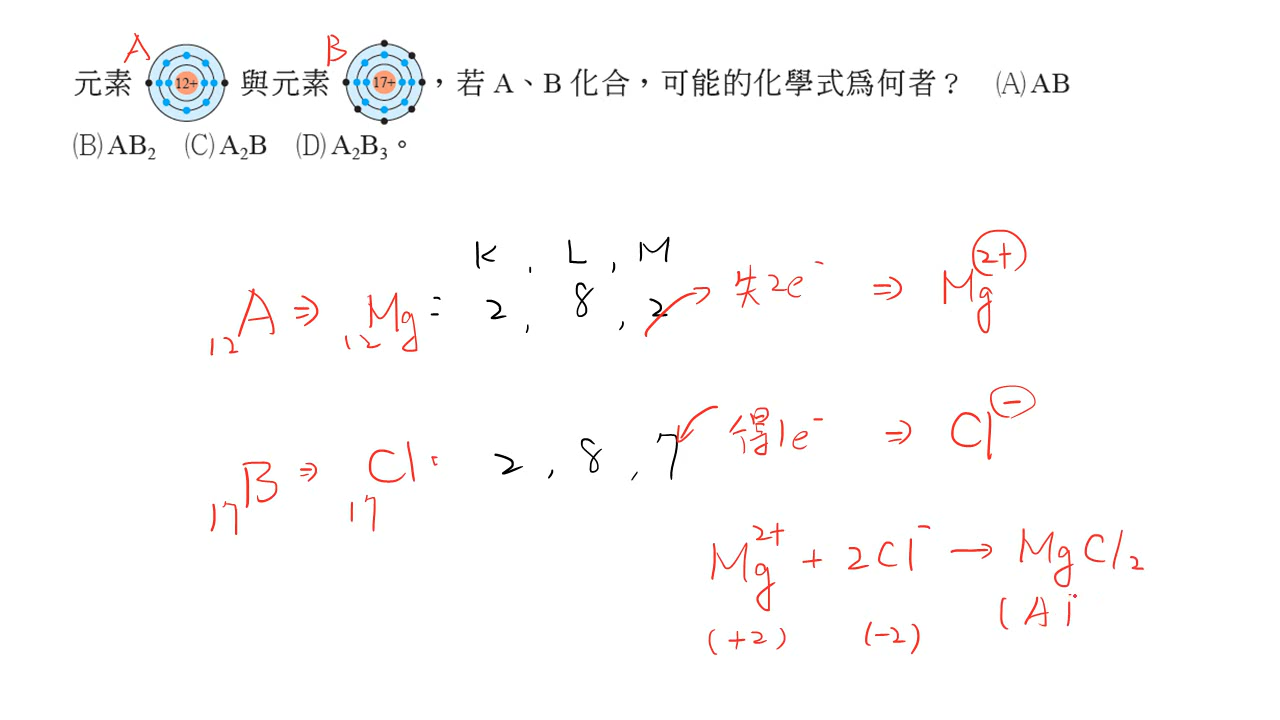 A B
元素 12+ 與元素 17+ ,若 A、B 化合,可能的化學式為何者? (A) AB
(B) AB₂ (C) A₂B (D) A₂B₃。
K , L , M
₁₂A ⇒ ₁₂Mg : 2 , 8 , 2 失2e⁻ ⇒ Mg²⁺
₁₇B ⇒ ₁₇Cl : 2 , 8 , 7 得1e⁻ ⇒ Cl⁻
Mg²⁺ + 2Cl⁻ → MgCl₂
(+2) (-2) (A